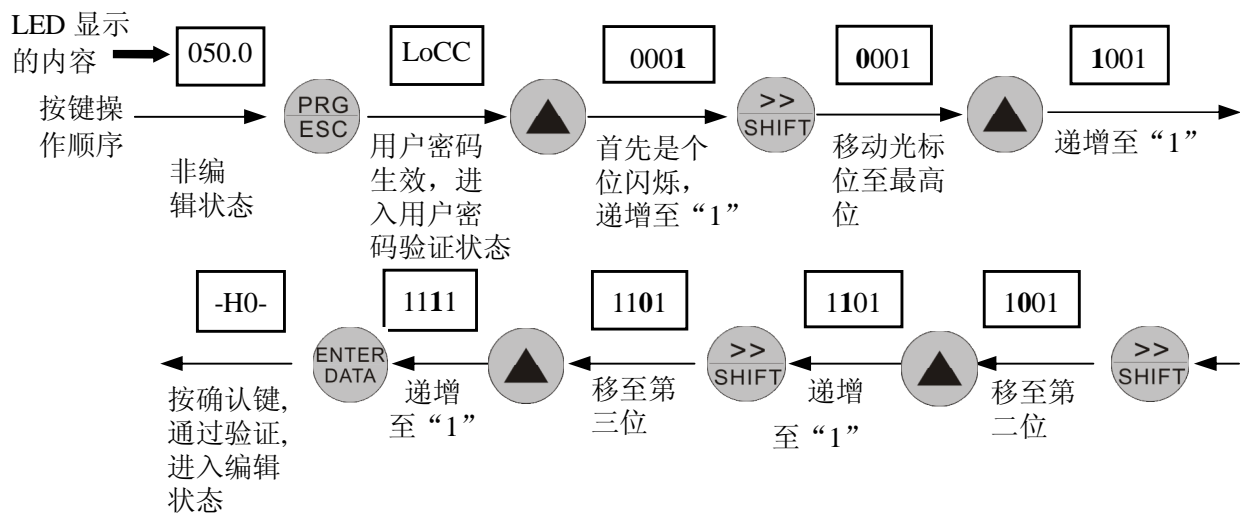 LED 显示
的内容
050.0
LoCC
0001
0001
1001
按键操
作顺序
PRG
ESC
>>
SHIFT
非编
辑状态
用户密码
生效，进
入用户密
码验证状态
首先是个
位闪烁，
递增至“1”
移动光标
位至最高
位
递增至“1”
-H0-
1111
1101
1101
1001
ENTER
DATA
>>
SHIFT
>>
SHIFT
按确认键,
通过验证,
进入编辑
状态
递增
至“1”
移至第
三位
递增
至“1”
移至第
二位